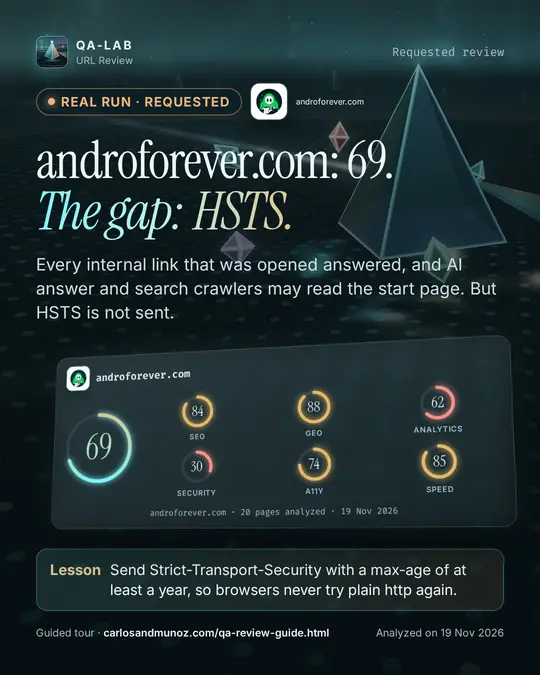 QA-LAB
URL Review
Requested review
REAL RUN · REQUESTED
androforever.com
androforever.com: 69.
The gap: HSTS.
Every internal link that was opened answered, and AI
answer and search crawlers may read the start page. But
HSTS is not sent.
androforever.com
69
84
SEO
88
GEO
62
ANALYTICS
30
SECURITY
74
A11Y
85
SPEED
androforever.com · 20 pages analyzed · 19 Nov 2026
Lesson
Send Strict-Transport-Security with a max-age of at
least a year, so browsers never try plain http again.
Guided tour · carlosandmunoz.com/qa-review-guide.html
Analyzed on 19 Nov 2026